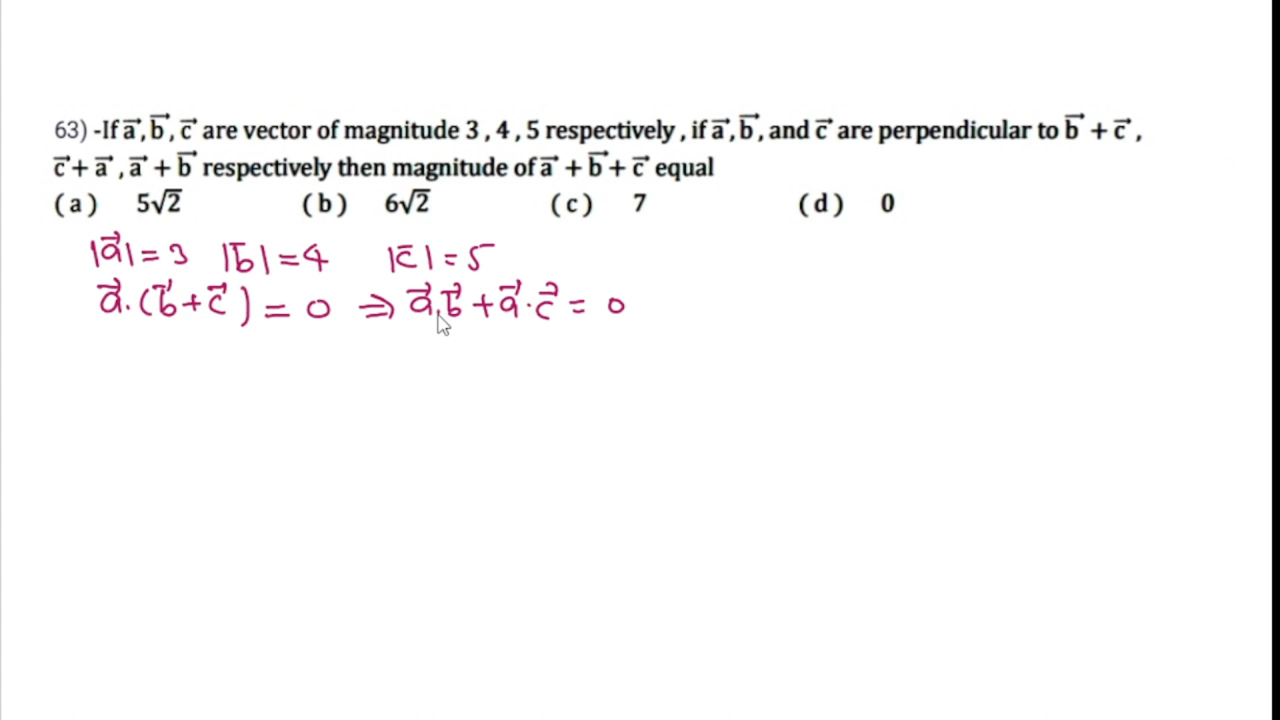 63) -If a⃗, b⃗, c⃗ are vector of magnitude 3 , 4 , 5 respectively , if a⃗, b⃗, and c⃗ are perpendicular to b⃗ + c⃗ ,
c⃗ + a⃗ , a⃗ + b⃗ respectively then magnitude of a⃗ + b⃗ + c⃗ equal
( a ) 5√2 ( b ) 6√2 ( c ) 7 ( d ) 0
|a⃗| = 3 |b̄| = 4 |c̄| = 5
a⃗. (b⃗ + c⃗) = 0 ⇒ a⃗.b⃗ + a⃗ . c⃗ = 0